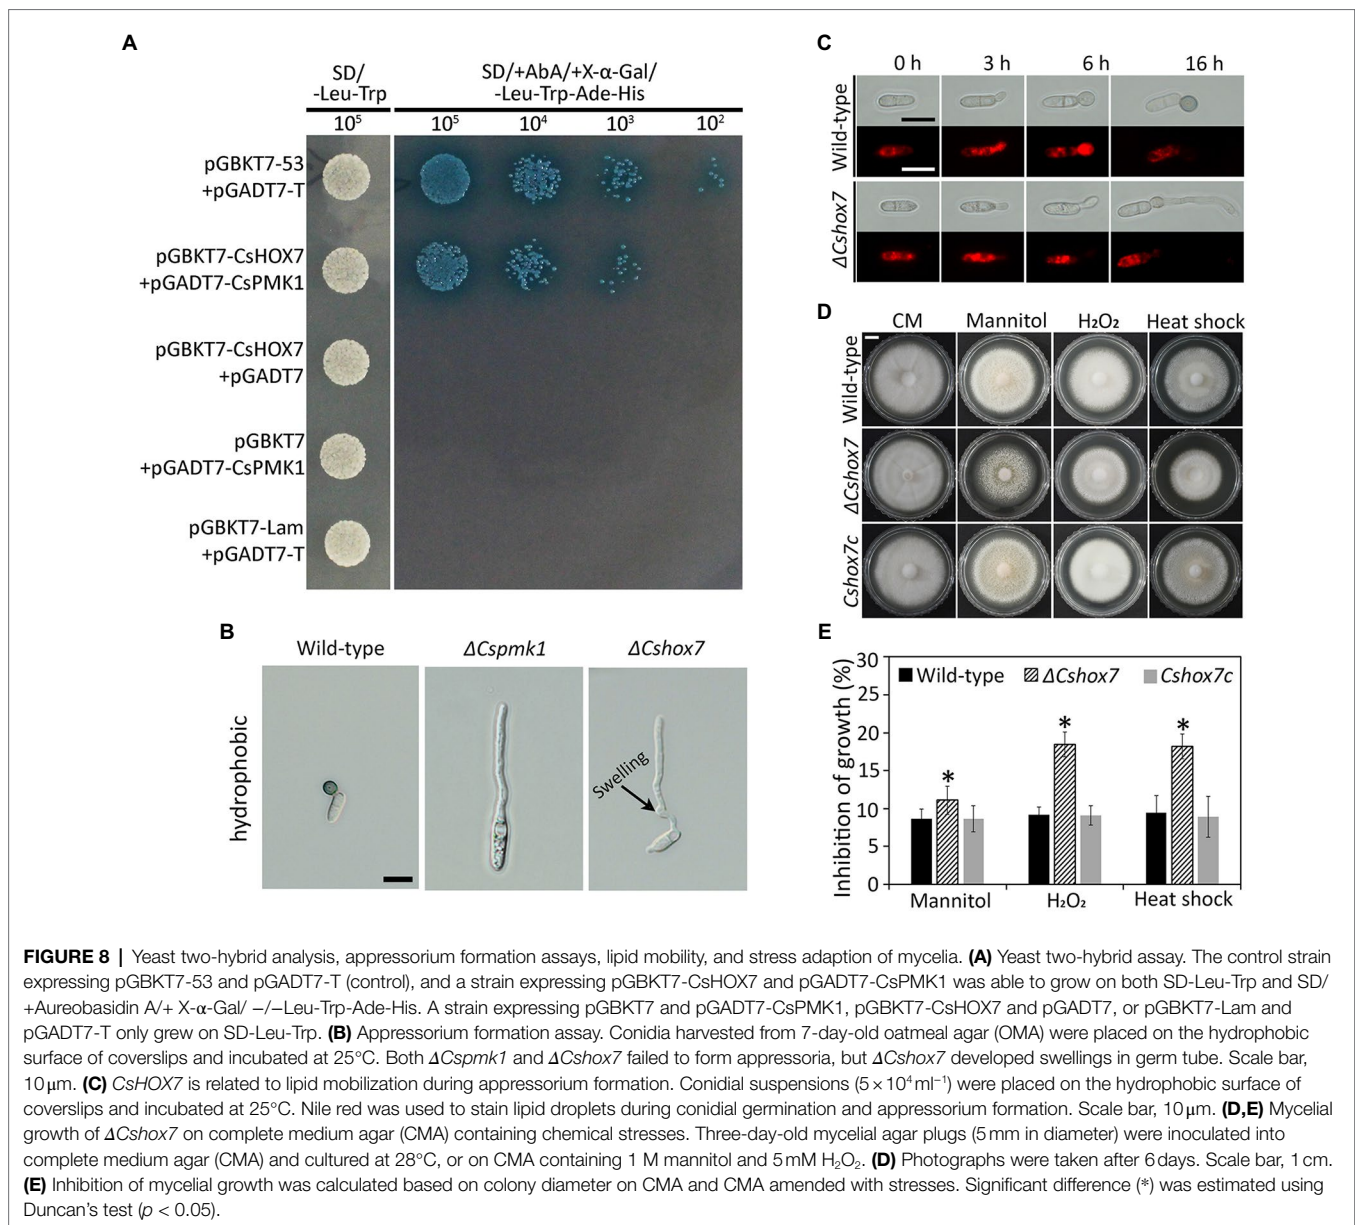 A
SD/
-Leu-Trp
SD/+AbA/+X-α-Gal/
-Leu-Trp-Ade-His
10⁵
10⁵
10⁴
10³
10²
pGBKT7-53
+pGADT7-T
pGBKT7-CsHOX7
+pGADT7-CsPMK1
pGBKT7-CsHOX7
+pGADT7
pGBKT7
+pGADT7-CsPMK1
pGBKT7-Lam
+pGADT7-T
B
Wild-type
ΔCspmk1
ΔCshox7
hydrophobic
Swelling
C
0 h
3 h
6 h
16 h
Wild-type
ΔCshox7
D
CM
Mannitol
H₂O₂
Heat shock
Wild-type
ΔCshox7
Cshox7c
E
Inhibition of growth (%)
30
25
20
15
10
5
0
Wild-type
ΔCshox7
Cshox7c
*
*
*
Mannitol
H₂O₂
Heat shock
FIGURE 8 | Yeast two-hybrid analysis, appressorium formation assays, lipid mobility, and stress adaption of mycelia. (A) Yeast two-hybrid assay. The control strain
expressing pGBKT7-53 and pGADT7-T (control), and a strain expressing pGBKT7-CsHOX7 and pGADT7-CsPMK1 was able to grow on both SD-Leu-Trp and SD/
+Aureobasidin A/+ X-α-Gal/ −/−Leu-Trp-Ade-His. A strain expressing pGBKT7 and pGADT7-CsPMK1, pGBKT7-CsHOX7 and pGADT7, or pGBKT7-Lam and
pGADT7-T only grew on SD-Leu-Trp. (B) Appressorium formation assay. Conidia harvested from 7-day-old oatmeal agar (OMA) were placed on the hydrophobic
surface of coverslips and incubated at 25°C. Both ΔCspmk1 and ΔCshox7 failed to form appressoria, but ΔCshox7 developed swellings in germ tube. Scale bar,
10 μm. (C) CsHOX7 is related to lipid mobilization during appressorium formation. Conidial suspensions (5 × 10⁴ ml⁻¹) were placed on the hydrophobic surface of
coverslips and incubated at 25°C. Nile red was used to stain lipid droplets during conidial germination and appressorium formation. Scale bar, 10 μm. (D,E) Mycelial
growth of ΔCshox7 on complete medium agar (CMA) containing chemical stresses. Three-day-old mycelial agar plugs (5 mm in diameter) were inoculated into
complete medium agar (CMA) and cultured at 28°C, or on CMA containing 1 M mannitol and 5 mM H₂O₂. (D) Photographs were taken after 6 days. Scale bar, 1 cm.
(E) Inhibition of mycelial growth was calculated based on colony diameter on CMA and CMA amended with stresses. Significant difference (*) was estimated using
Duncan's test (p < 0.05).